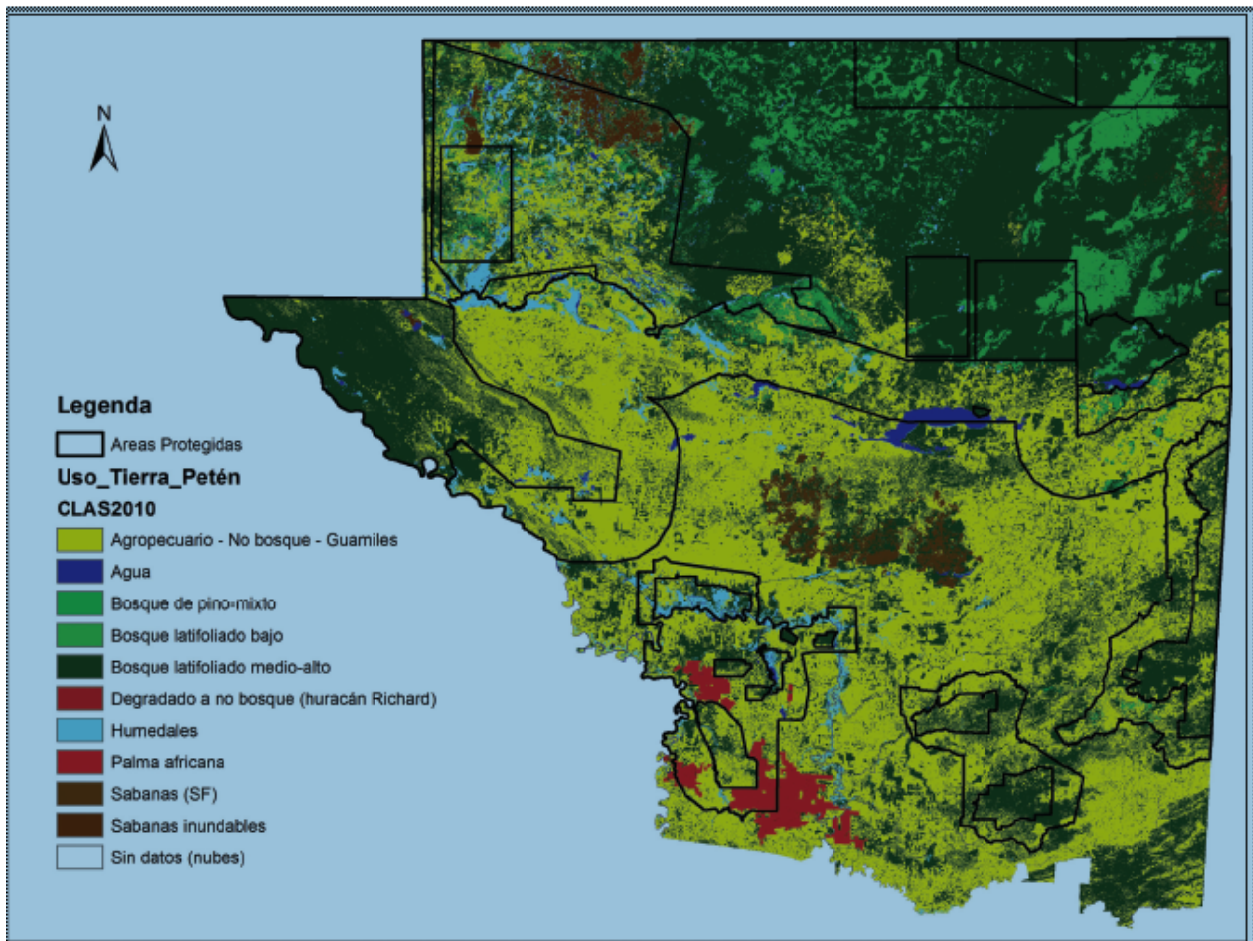 N
Legenda
Areas Protegidas
Uso_Tierra_Petén
CLAS2010
Agropecuario - No bosque - Guamiles
Agua
Bosque de pino-mixto
Bosque latifoliado bajo
Bosque latifoliado medio-alto
Degradado a no bosque (huracán Richard)
Humedales
Palma africana
Sabanas (SF)
Sabanas inundables
Sin datos (nubes)